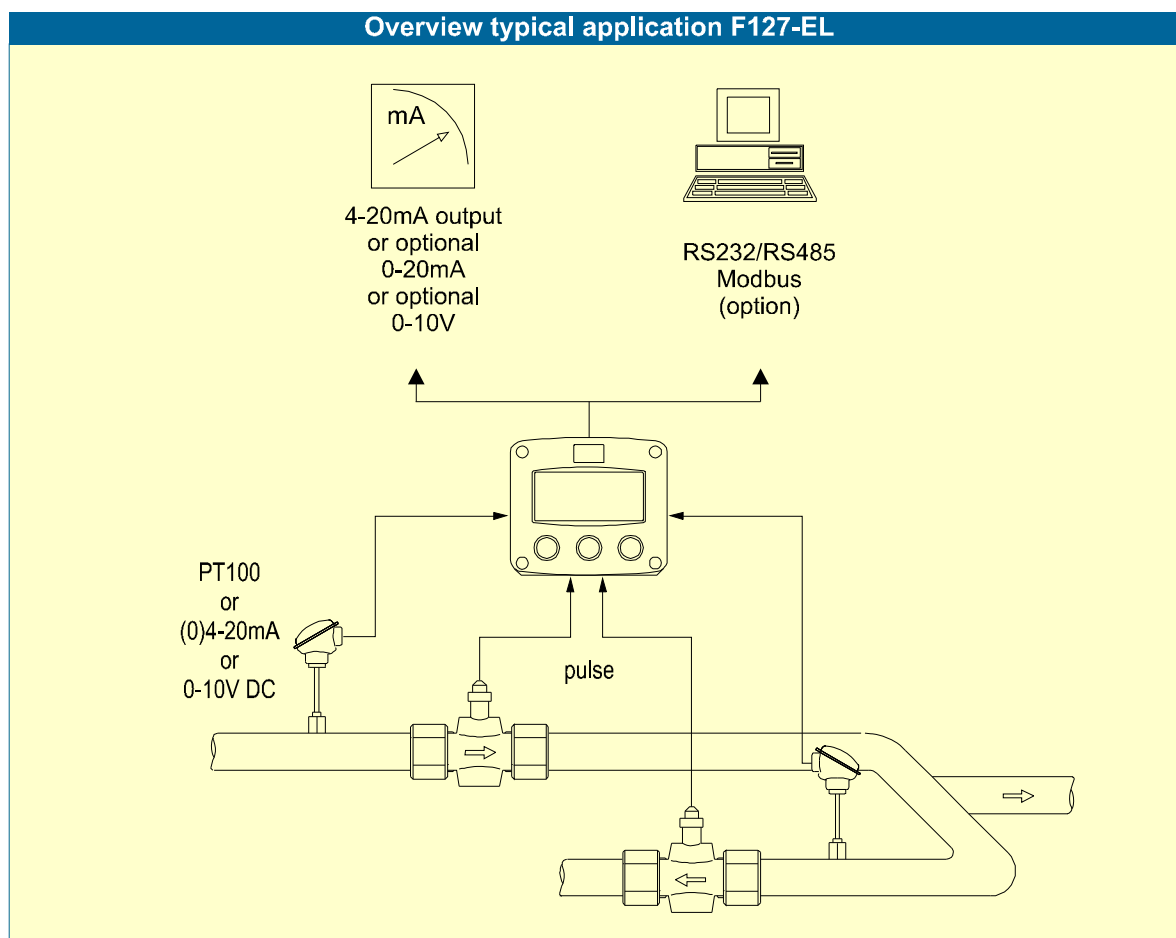 Overview typical application F127-EL
mA
4-20mA output
or optional
0-20mA
or optional
0-10V
RS232/RS485
Modbus
(option)
PT100
or
(0)4-20mA
or
0-10V DC
pulse